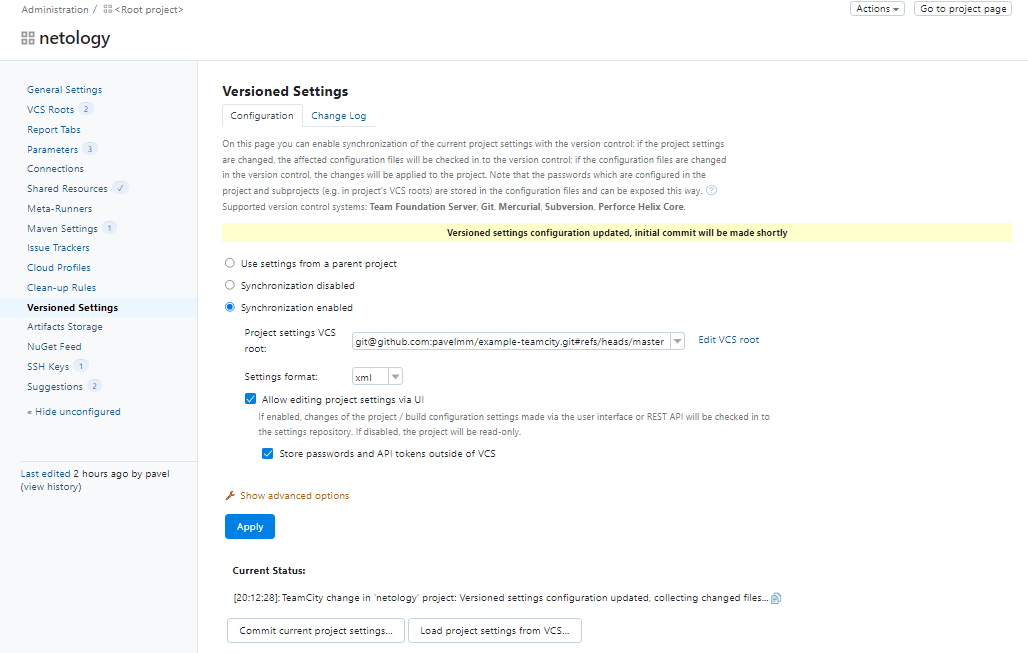 Administration / <Root project>
Actions
Go to project page
netology
General Settings
VCS Roots 2
Report Tabs
Parameters 3
Connections
Shared Resources ✓
Meta-Runners
Maven Settings 1
Issue Trackers
Cloud Profiles
Clean-up Rules
Versioned Settings
Artifacts Storage
NuGet Feed
SSH Keys 1
Suggestions 2
« Hide unconfigured
Last edited 2 hours ago by pavel
(view history)
Versioned Settings
Configuration
Change Log
On this page you can enable synchronization of the current project settings with the version control: if the project settings
are changed, the affected configuration files will be checked in to the version control; if the configuration files are changed
in the version control, the changes will be applied to the project. Note that the passwords which are configured in the
project and subprojects (e.g. in project's VCS roots) are stored in the configuration files and can be exposed this way. ?
Supported version control systems: Team Foundation Server, Git, Mercurial, Subversion, Perforce Helix Core.
Versioned settings configuration updated, initial commit will be made shortly
Use settings from a parent project
Synchronization disabled
Synchronization enabled
Project settings VCS
root:
git@github.com:pavelmm/example-teamcity.git#refs/heads/master
Edit VCS root
Settings format:
xml
Allow editing project settings via UI
If enabled, changes of the project / build configuration settings made via the user interface or REST API will be checked in to
the settings repository. If disabled, the project will be read-only.
Store passwords and API tokens outside of VCS
Show advanced options
Apply
Current Status:
[20:12:28]: TeamCity change in 'netology' project: Versioned settings configuration updated, collecting changed files...
Commit current project settings...
Load project settings from VCS...